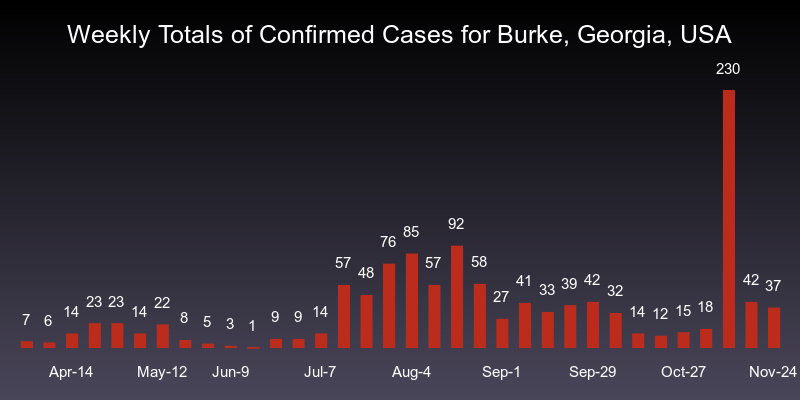 Weekly Totals of Confirmed Cases for Burke, Georgia, USA
7 6 14 23 23 14 22 8 5 3 1 9 9 14 57 48 76 85 57 92 58 27 41 33 39 42 32 14 12 15 18 230 42 37
Apr-14 May-12 Jun-9 Jul-7 Aug-4 Sep-1 Sep-29 Oct-27 Nov-24